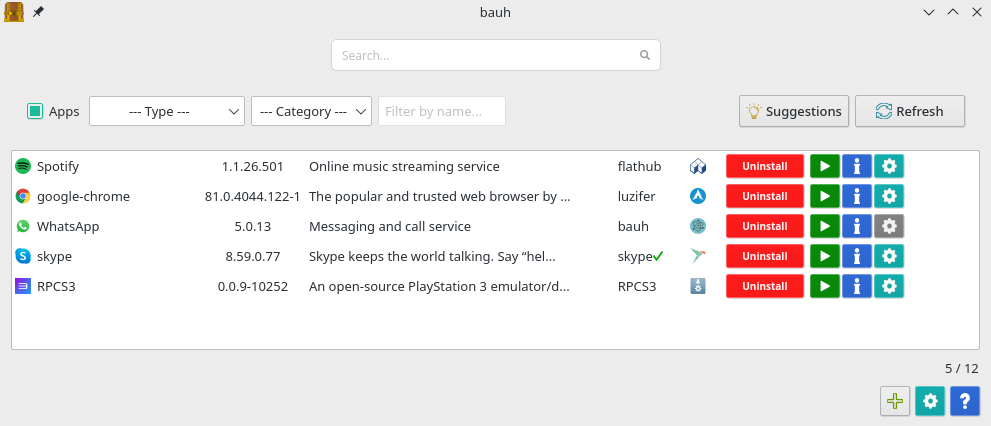 bauh
Search...
Apps --- Type --- --- Category --- Filter by name... Suggestions Refresh
Spotify 1.1.26.501 Online music streaming service flathub Uninstall
google-chrome 81.0.4044.122-1 The popular and trusted web browser by ... luzifer Uninstall
WhatsApp 5.0.13 Messaging and call service bauh Uninstall
skype 8.59.0.77 Skype keeps the world talking. Say “hel... skype Uninstall
RPCS3 0.0.9-10252 An open-source PlayStation 3 emulator/d... RPCS3 Uninstall
5 / 12